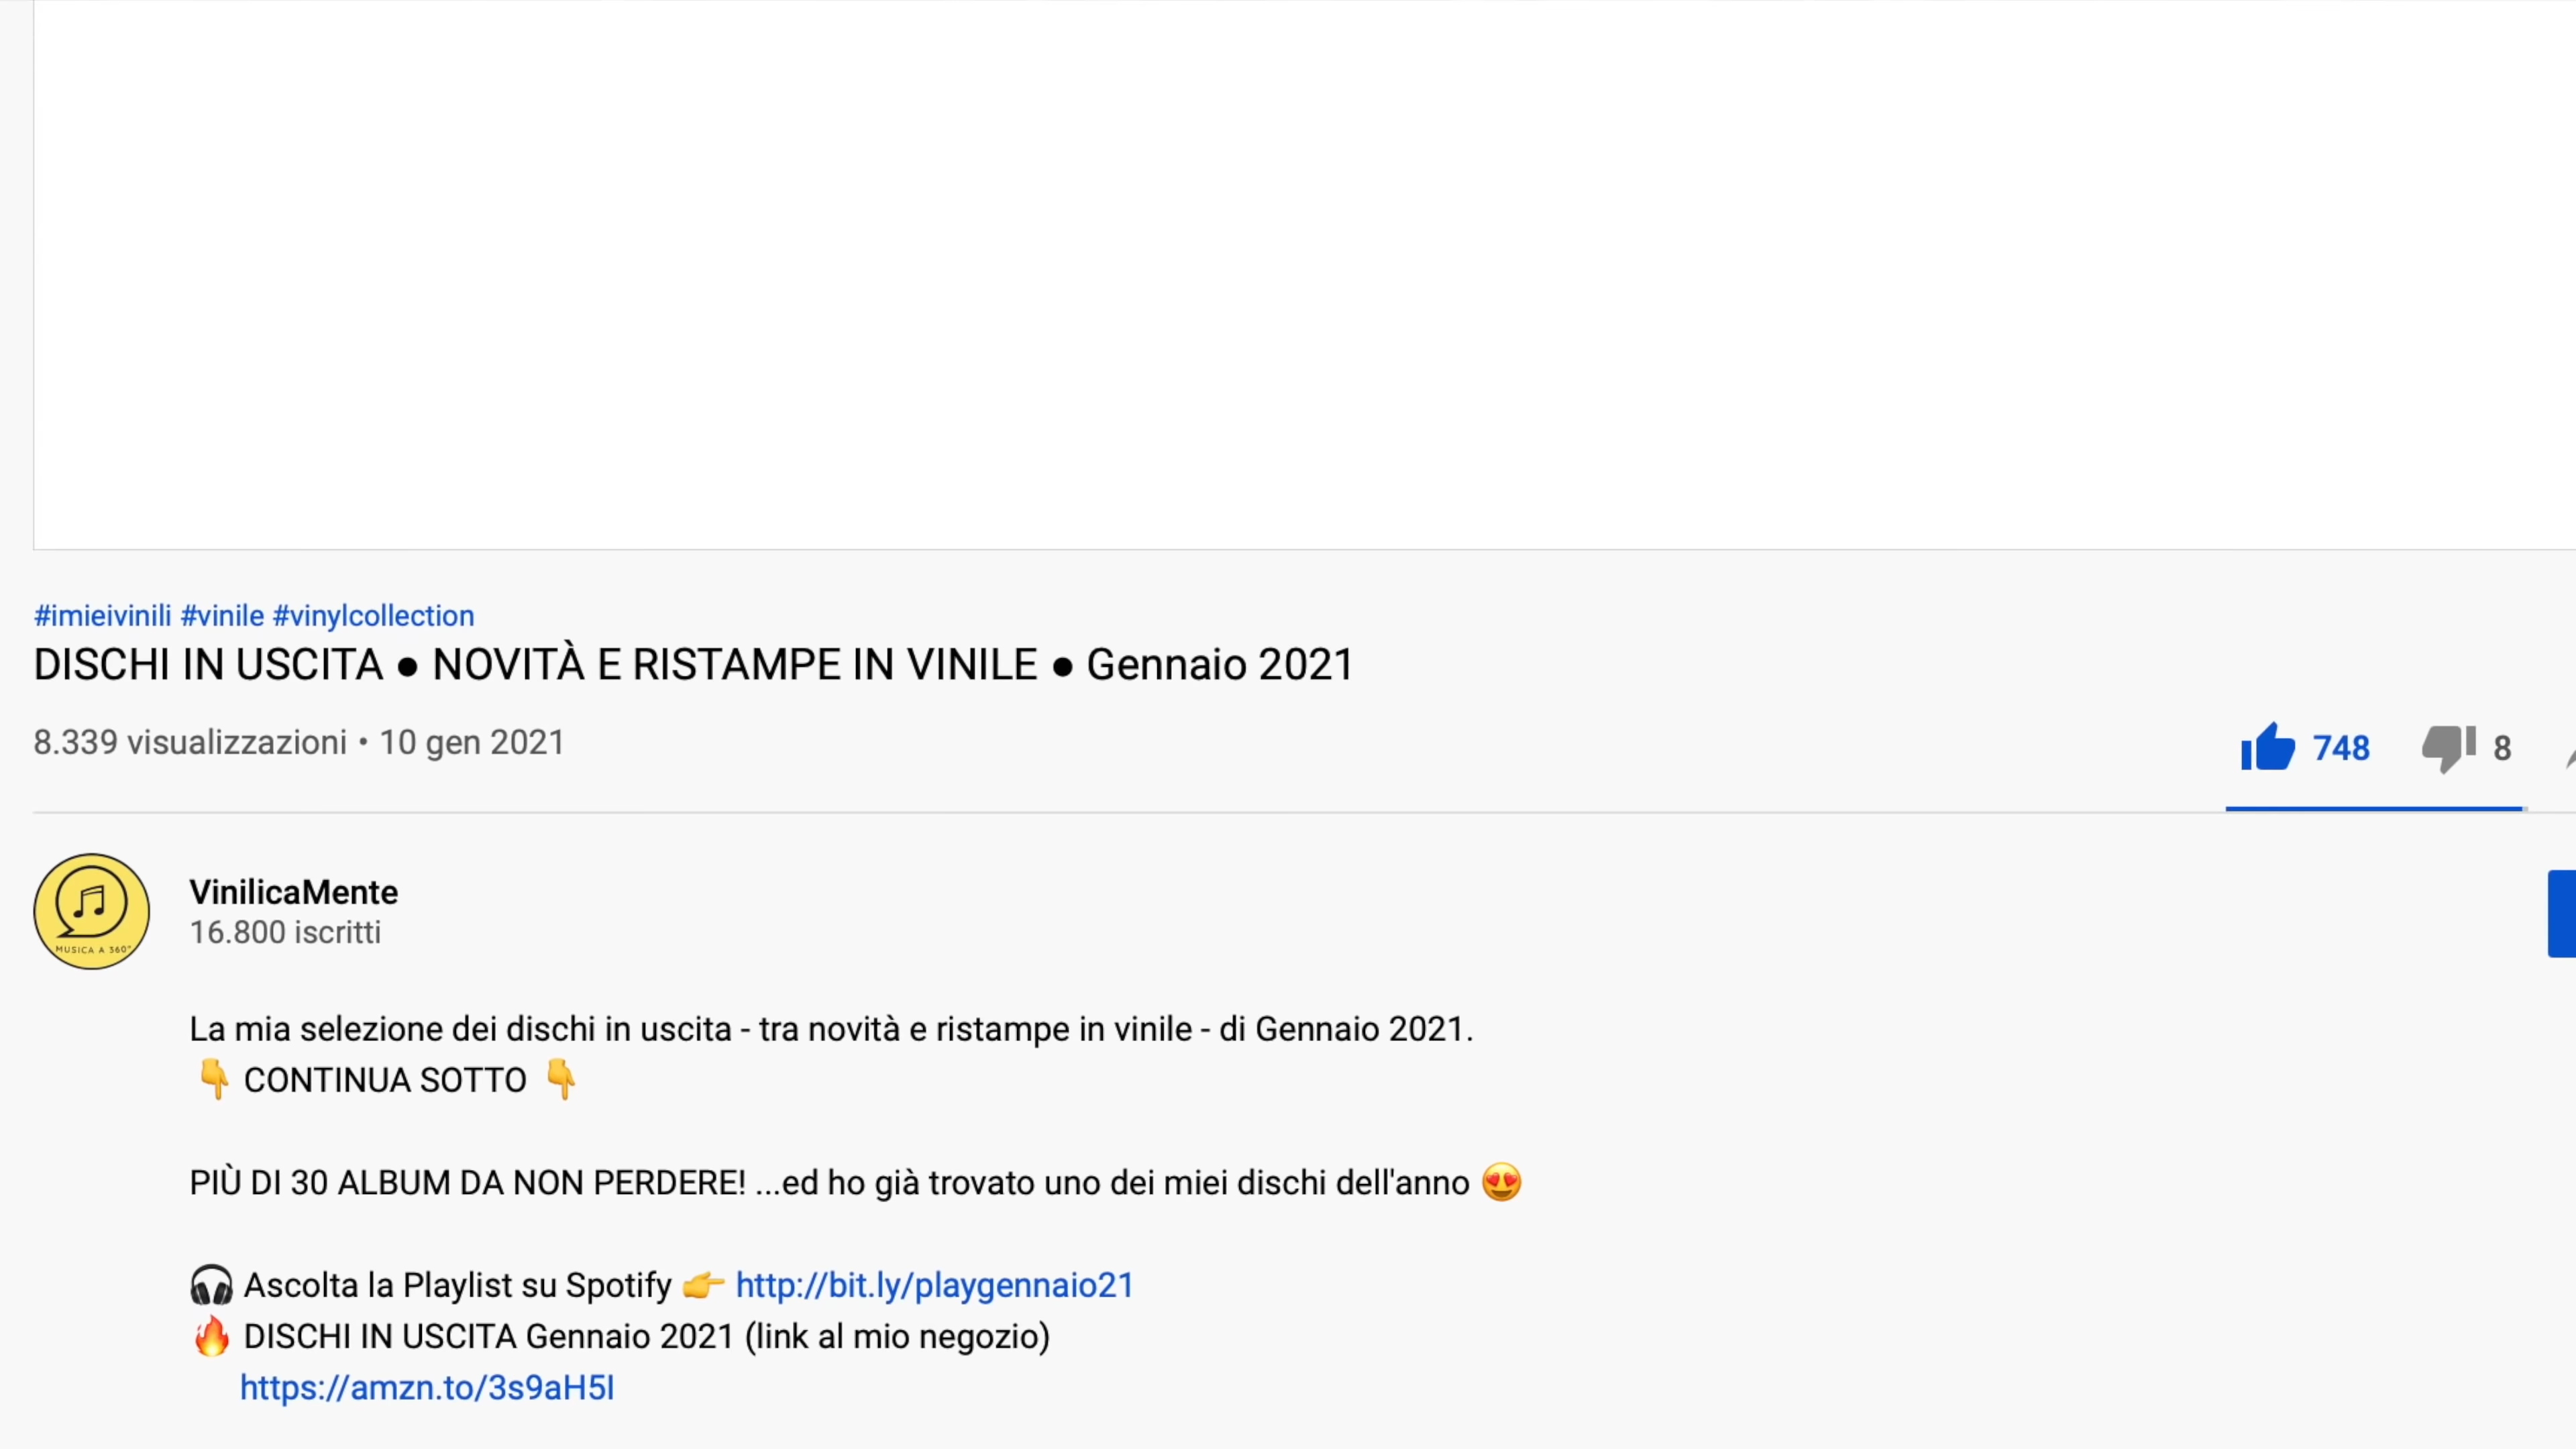 #imieivinili #vinile #vinylcollection
DISCHI IN USCITA ● NOVITÀ E RISTAMPE IN VINILE ● Gennaio 2021
8.339 visualizzazioni • 10 gen 2021
748 8
MUSICA A 360°
VinilicaMente
16.800 iscritti
La mia selezione dei dischi in uscita - tra novità e ristampe in vinile - di Gennaio 2021.
👇 CONTINUA SOTTO 👇
PIÙ DI 30 ALBUM DA NON PERDERE! ...ed ho già trovato uno dei miei dischi dell'anno 😍
🎧 Ascolta la Playlist su Spotify 👉 http://bit.ly/playgennaio21
🔥 DISCHI IN USCITA Gennaio 2021 (link al mio negozio)
https://amzn.to/3s9aH5I